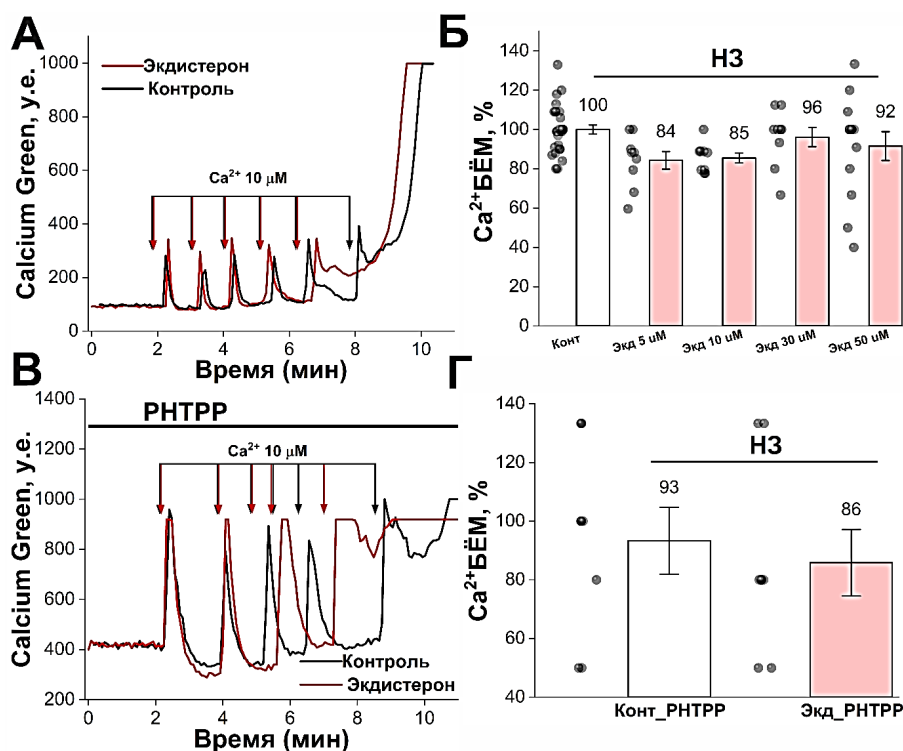 А
Calcium Green, у.е.
1000
800
600
400
200
0
Экдистерон
Контроль
Ca²⁺ 10 μM
0 2 4 6 8 10
Время (мин)
Б
Ca²⁺БЁМ, %
140
120
100
80
60
40
20
0
НЗ
100
84
85
96
92
Конт
Экд 5 uM
Экд 10 uM
Экд 30 uM
Экд 50 uM
В
Calcium Green, у.е.
1400
1200
1000
800
600
400
200
PHTPP
Ca²⁺ 10 μM
Контроль
Экдистерон
0 2 4 6 8 10
Время (мин)
Г
Ca²⁺БЁМ, %
140
120
100
80
60
40
НЗ
93
86
Конт_PHTPP
Экд_PHTPP